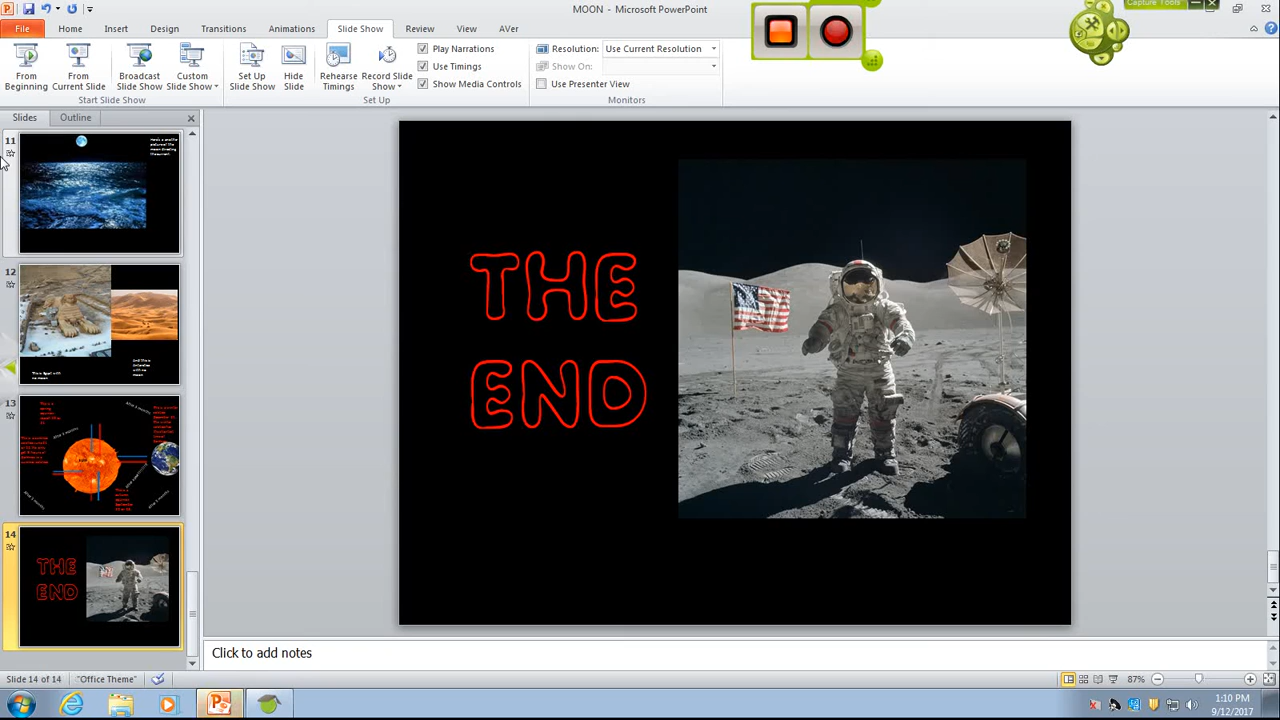 MOON - Microsoft PowerPoint
Capture Tools
File Home Insert Design Transitions Animations Slide Show Review View AVer
From Beginning
From Current Slide
Broadcast Slide Show
Custom Slide Show
Start Slide Show
Set Up Slide Show
Hide Slide
Rehearse Timings
Record Slide Show
Play Narrations
Use Timings
Show Media Controls
Set Up
Resolution: Use Current Resolution
Show On:
Use Presenter View
Monitors
Slides Outline
11
12
13
14
THE
END
THE
END
Click to add notes
Slide 14 of 14 "Office Theme"
87%
1:10 PM
9/12/2017